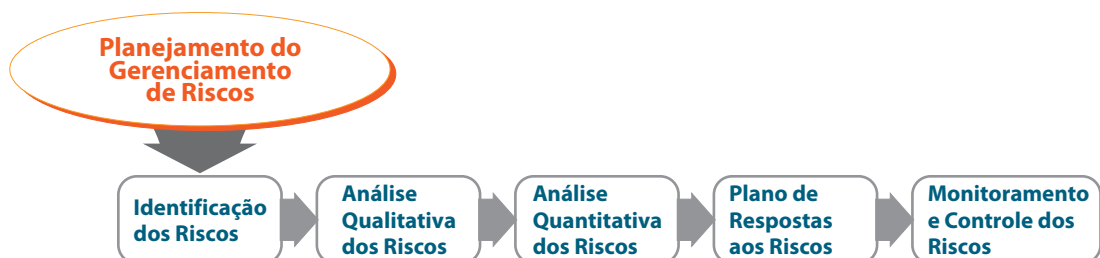 Planejamento do
Gerenciamento
de Riscos
Identificação
dos Riscos
Análise
Qualitativa
dos Riscos
Análise
Quantitativa
dos Riscos
Plano de
Respostas
aos Riscos
Monitoramento
e Controle dos
Riscos